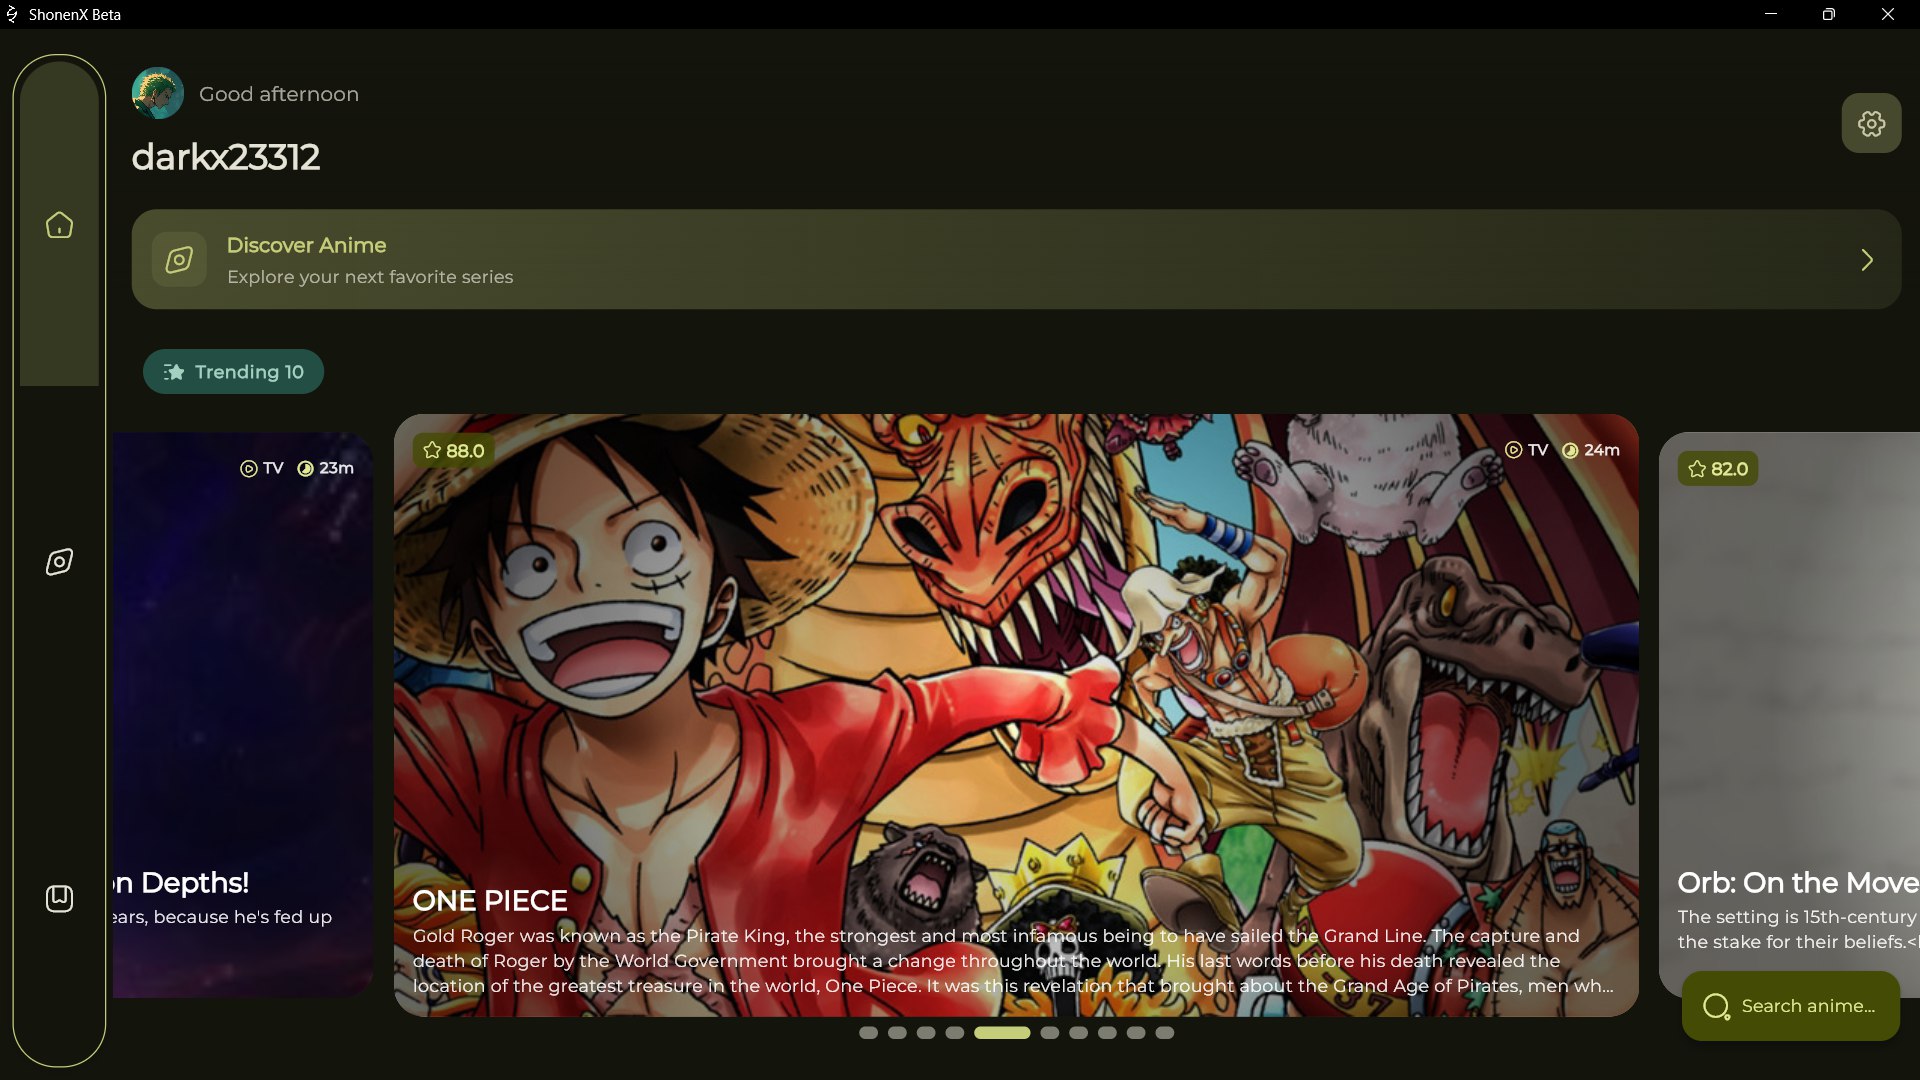 ShonenX Beta
Good afternoon
darkx23312
Discover Anime
Explore your next favorite series
Trending 10
TV 23m
n Depths!
ears, because he's fed up
88.0
TV 24m
ONE PIECE
Gold Roger was known as the Pirate King, the strongest and most infamous being to have sailed the Grand Line. The capture and
death of Roger by the World Government brought a change throughout the world. His last words before his death revealed the
location of the greatest treasure in the world, One Piece. It was this revelation that brought about the Grand Age of Pirates, men wh...
82.0
Orb: On the Move
The setting is 15th-century
the stake for their beliefs.<
Search anime...